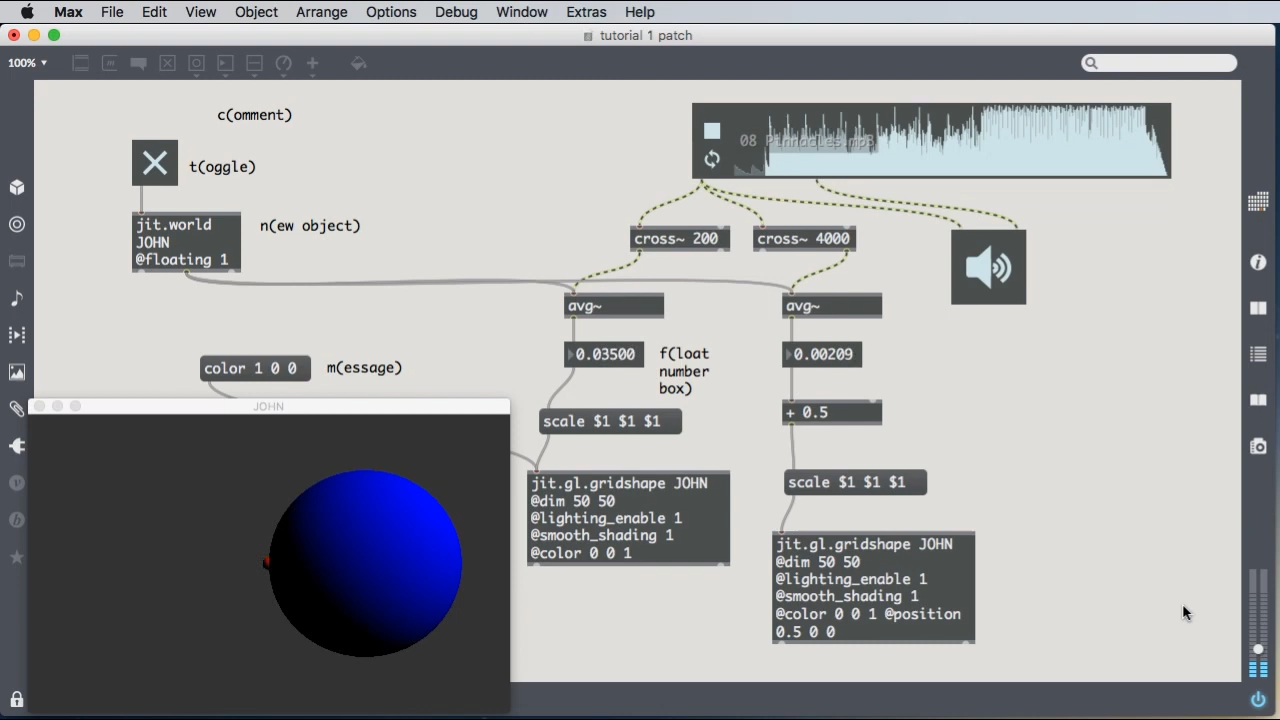 Max File Edit View Object Arrange Options Debug Window Extras Help
tutorial 1 patch
100%
c(omment)
t(oggle)
08 Pinnacles.mp3
jit.world
JOHN
@floating 1
n(ew object)
cross~ 200
cross~ 4000
avg~
avg~
0.03500
f(loat
number
box)
0.00209
color 1 0 0
m(essage)
+ 0.5
scale $1 $1 $1
JOHN
scale $1 $1 $1
jit.gl.gridshape JOHN
@dim 50 50
@lighting_enable 1
@smooth_shading 1
@color 0 0 1
jit.gl.gridshape JOHN
@dim 50 50
@lighting_enable 1
@smooth_shading 1
@color 0 0 1 @position
0.5 0 0